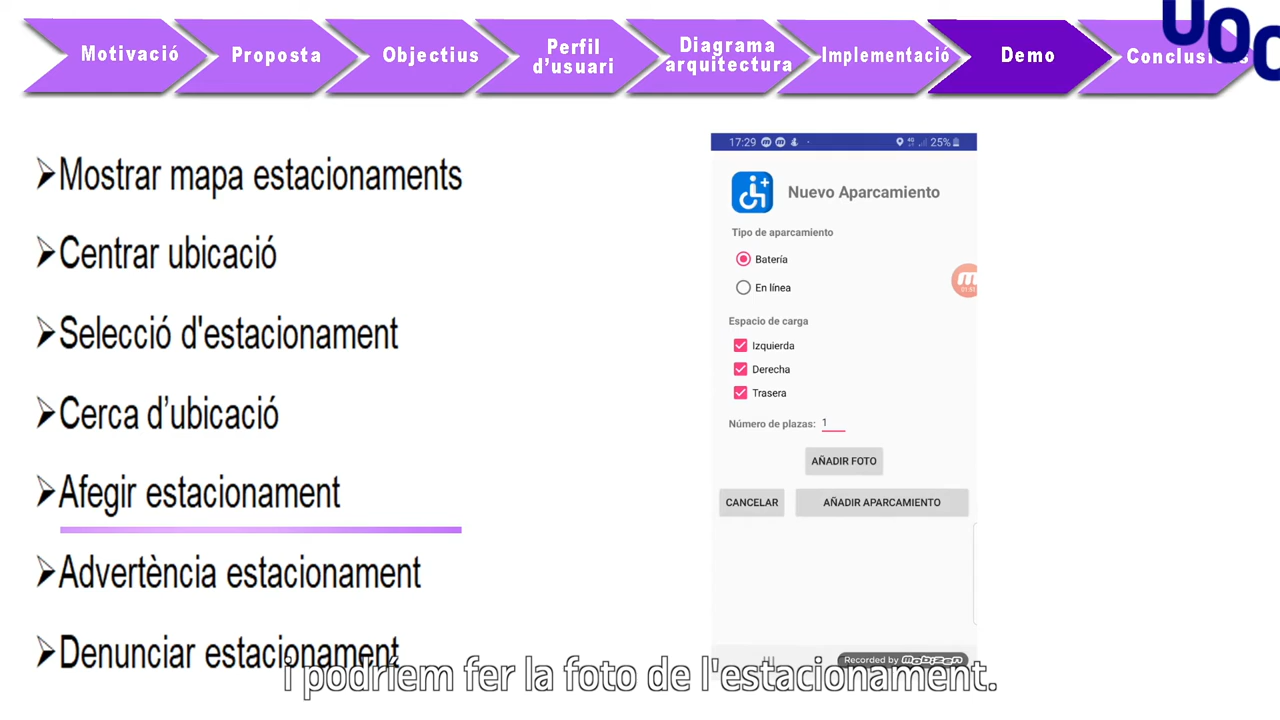 Motivació
Proposta
Objectius
Perfil
d'usuari
Diagrama
arquitectura
Implementació
Demo
Conclusions
UOC
Mostrar mapa estacionaments
Centrar ubicació
Selecció d'estacionament
Cerca d'ubicació
Afegir estacionament
Advertència estacionament
Denunciar estacionament
17:29
25%
Nuevo Aparcamiento
Tipo de aparcamiento
Batería
En línea
Espacio de carga
Izquierda
Derecha
Trasera
Número de plazas: 1
AÑADIR FOTO
CANCELAR
AÑADIR APARCAMIENTO
Recorded by mobizen
i podríem fer la foto de l'estacionament.